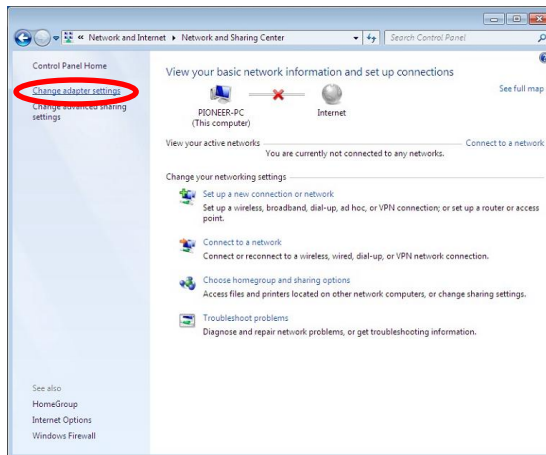 « Network and Internet ▸ Network and Sharing Center
Search Control Panel
Control Panel Home
Change adapter settings
Change advanced sharing
settings
View your basic network information and set up connections
See full map
PIONEER-PC
(This computer)
Internet
View your active networks
Connect to a network
You are currently not connected to any networks.
Change your networking settings
Set up a new connection or network
Set up a wireless, broadband, dial-up, ad hoc, or VPN connection; or set up a router or access
point.
Connect to a network
Connect or reconnect to a wireless, wired, dial-up, or VPN network connection.
Choose homegroup and sharing options
Access files and printers located on other network computers, or change sharing settings.
Troubleshoot problems
Diagnose and repair network problems, or get troubleshooting information.
See also
HomeGroup
Internet Options
Windows Firewall